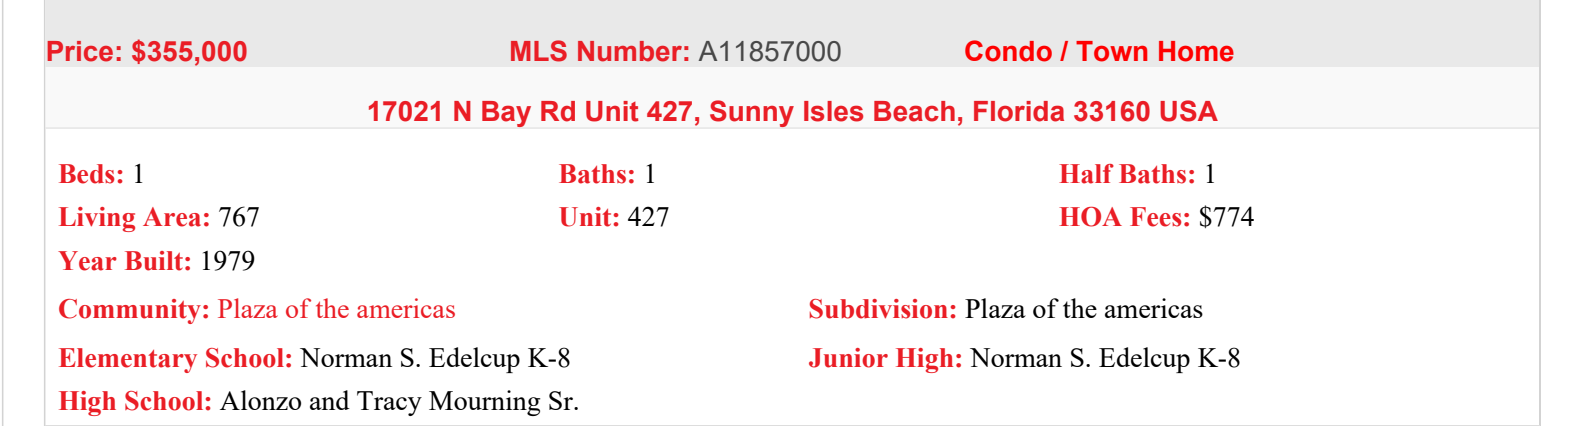 Price: $355,000 MLS Number: A11857000 Condo / Town Home
17021 N Bay Rd Unit 427, Sunny Isles Beach, Florida 33160 USA
Beds: 1 Baths: 1 Half Baths: 1
Living Area: 767 Unit: 427 HOA Fees: $774
Year Built: 1979
Community: Plaza of the americas Subdivision: Plaza of the americas
Elementary School: Norman S. Edelcup K-8 Junior High: Norman S. Edelcup K-8
High School: Alonzo and Tracy Mourning Sr.